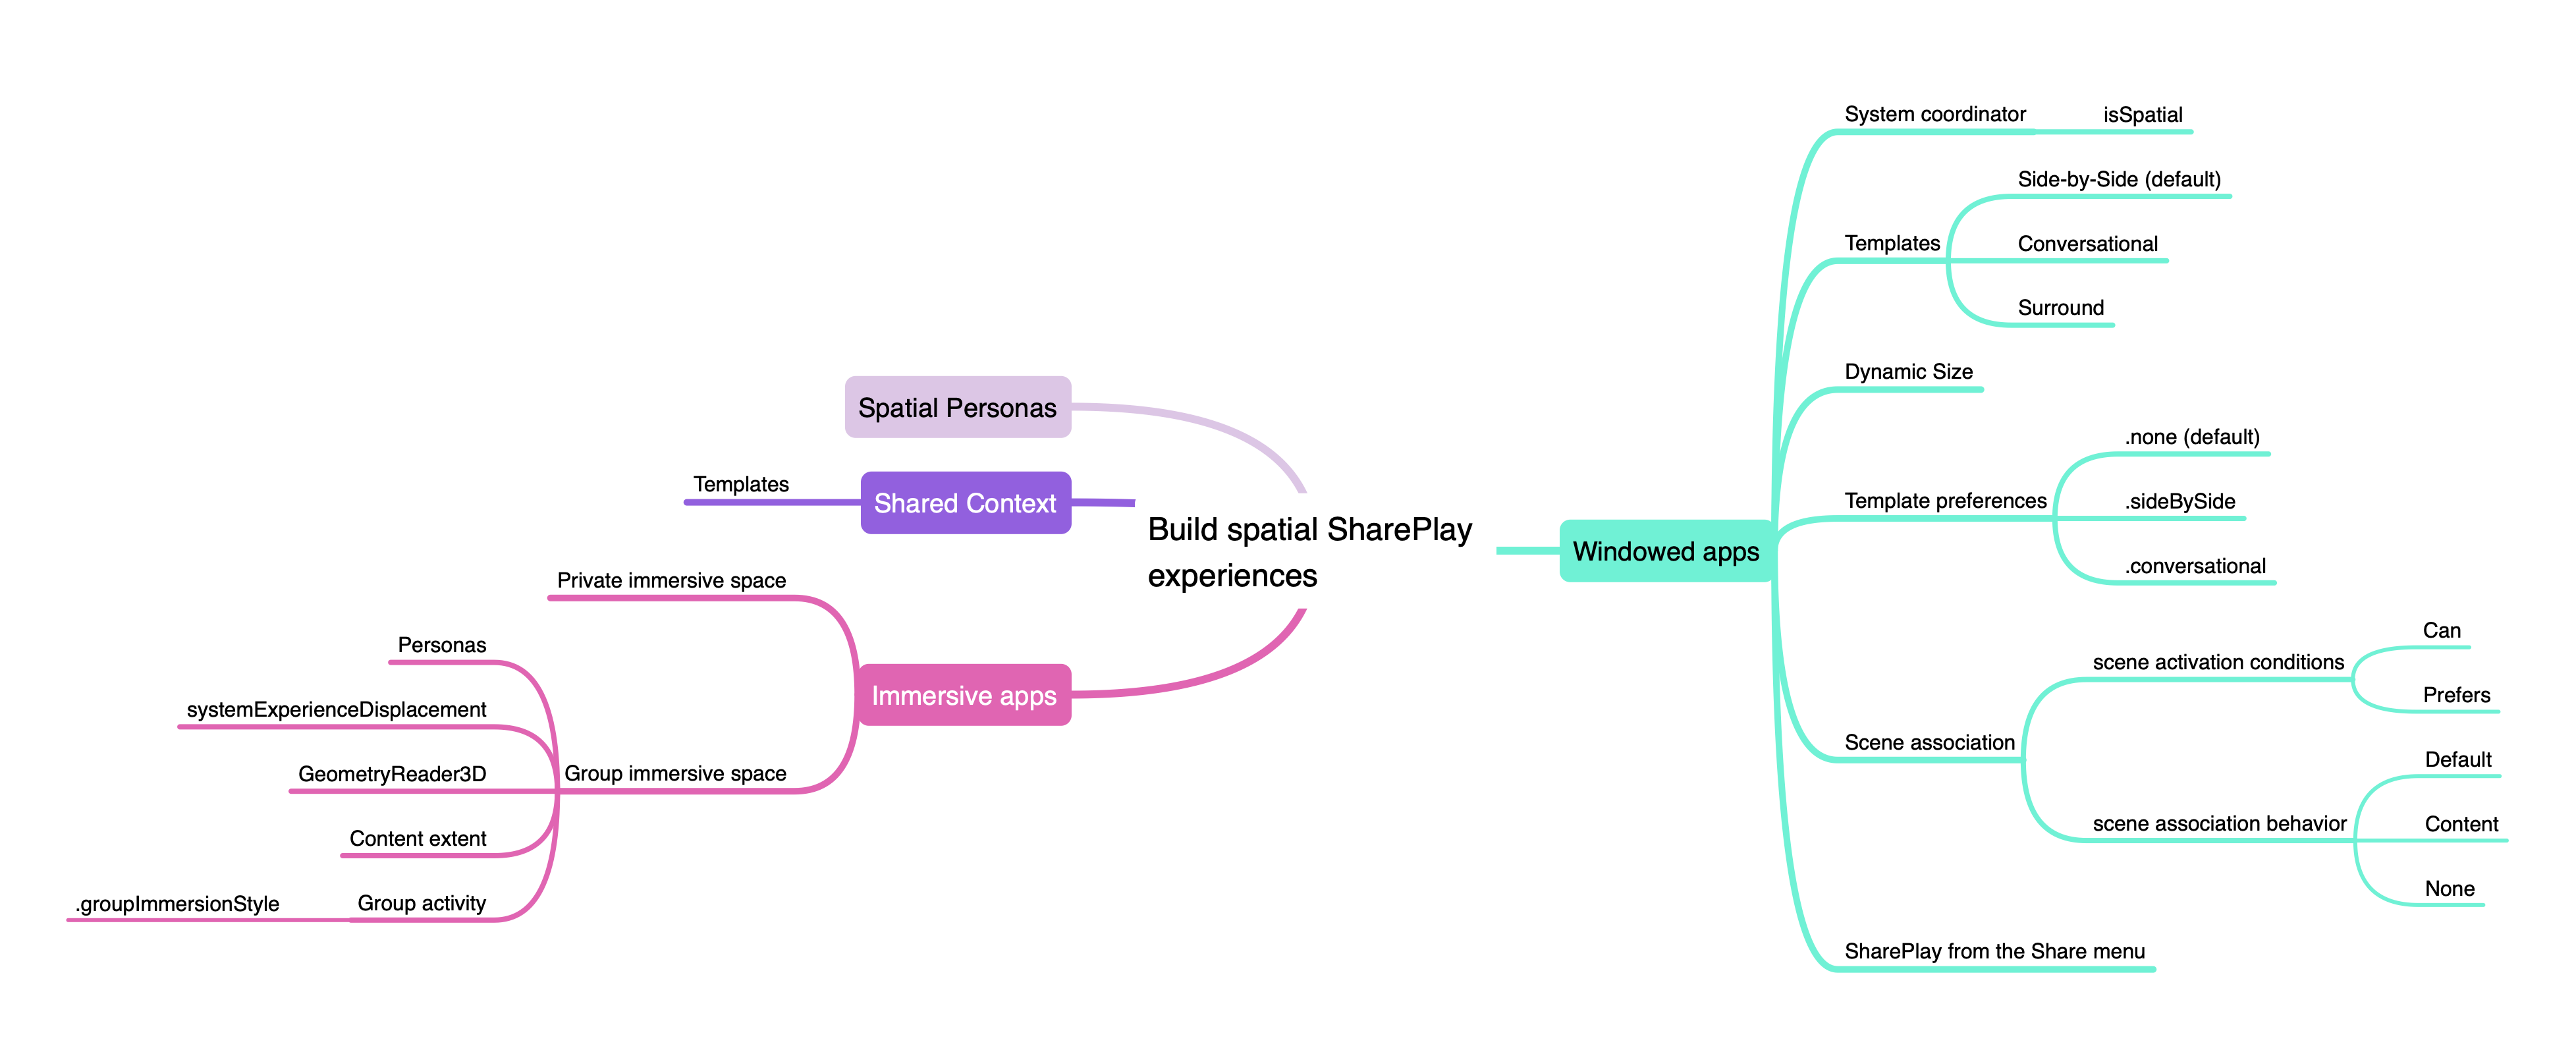 Build spatial SharePlay
experiences
Spatial Personas
Shared Context
Templates
Immersive apps
Private immersive space
Group immersive space
Personas
systemExperienceDisplacement
GeometryReader3D
Content extent
Group activity
.groupImmersionStyle
Windowed apps
System coordinator
isSpatial
Templates
Side-by-Side (default)
Conversational
Surround
Dynamic Size
Template preferences
.none (default)
.sideBySide
.conversational
Scene association
scene activation conditions
Can
Prefers
scene association behavior
Default
Content
None
SharePlay from the Share menu